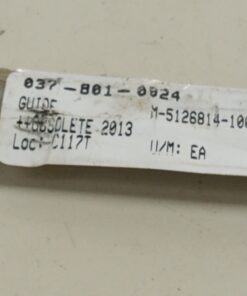 037-801-0924
GUIDE M-5126814-100
**OBSOLETE 2013
Loc: C117T U/M: EA